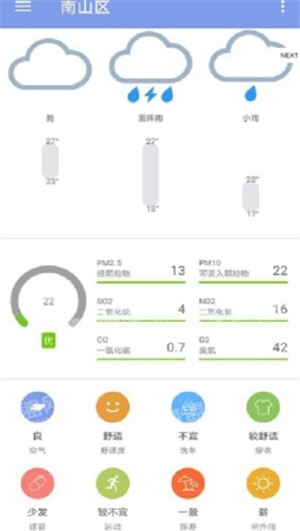 南山区
NEXT
阴 雷阵雨 小雨
27° 27°
23° 18° 20°
17°
PM2.5 PM10
细颗粒物 13 可吸入颗粒物 22
22
SO2 NO2
二氧化硫 4 二氧化氮 16
优
CO O3
一氧化碳 0.7 臭氧 42
良 舒适 不宜 较舒适
空气 舒适度 洗车 穿衣
少发 较不宜 一般 弱
感冒 运动 旅游 紫外线